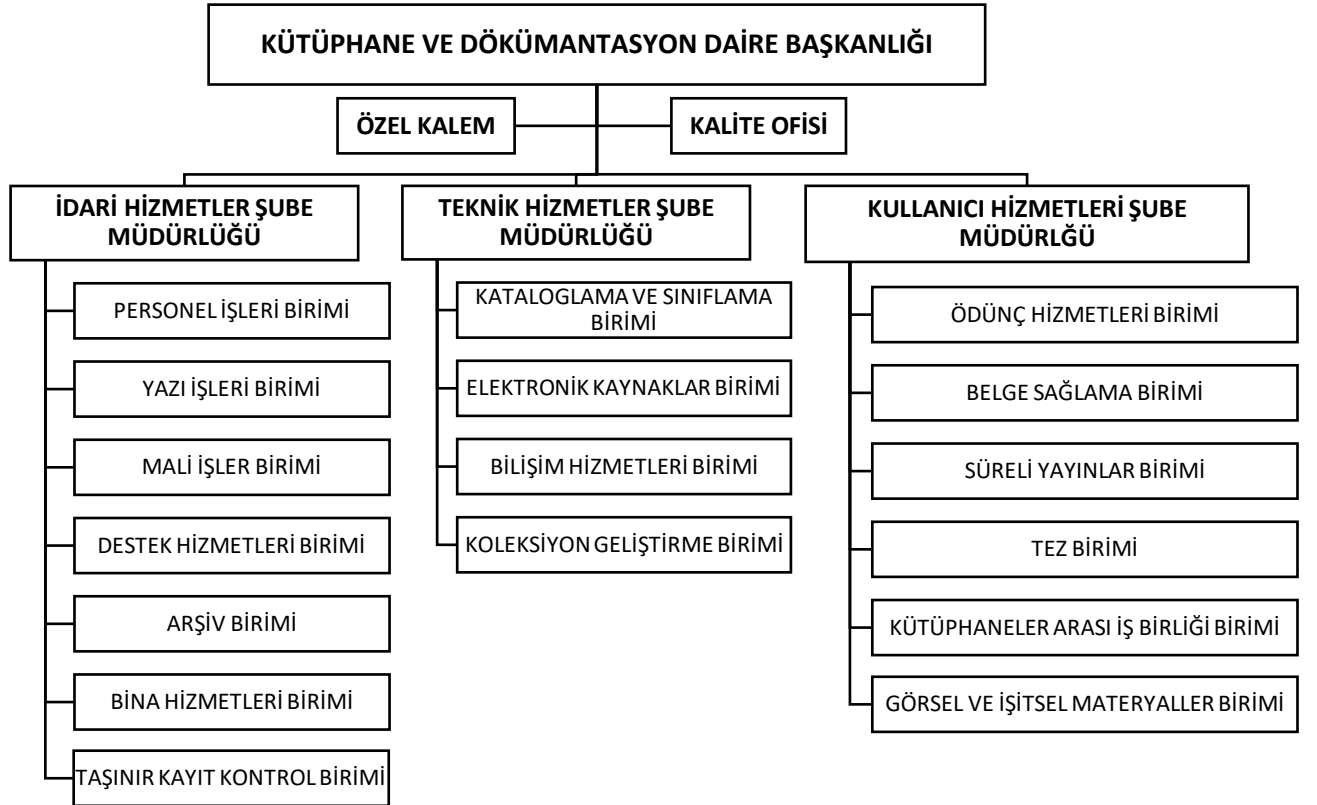 KÜTÜPHANE VE DÖKÜMANTASYON DAİRE BAŞKANLIĞI
ÖZEL KALEM
KALİTE OFİSİ
İDARİ HİZMETLER ŞUBE
MÜDÜRLÜĞÜ
PERSONEL İŞLERİ BİRİMİ
YAZI İŞLERİ BİRİMİ
MALİ İŞLER BİRİMİ
DESTEK HİZMETLERİ BİRİMİ
ARŞİV BİRİMİ
BİNA HİZMETLERİ BİRİMİ
TAŞINIR KAYIT KONTROL BİRİMİ
TEKNİK HİZMETLER ŞUBE
MÜDÜRLÜĞÜ
KATALOGLAMA VE SINIFLAMA
BİRİMİ
ELEKTRONİK KAYNAKLAR BİRİMİ
BİLİŞİM HİZMETLERİ BİRİMİ
KOLEKSİYON GELİŞTİRME BİRİMİ
KULLANICI HİZMETLERİ ŞUBE
MÜDÜRLĞÜ
ÖDÜNÇ HİZMETLERİ BİRİMİ
BELGE SAĞLAMA BİRİMİ
SÜRELİ YAYINLAR BİRİMİ
TEZ BİRİMİ
KÜTÜPHANELER ARASI İŞ BİRLİĞİ BİRİMİ
GÖRSEL VE İŞİTSEL MATERYALLER BİRİMİ